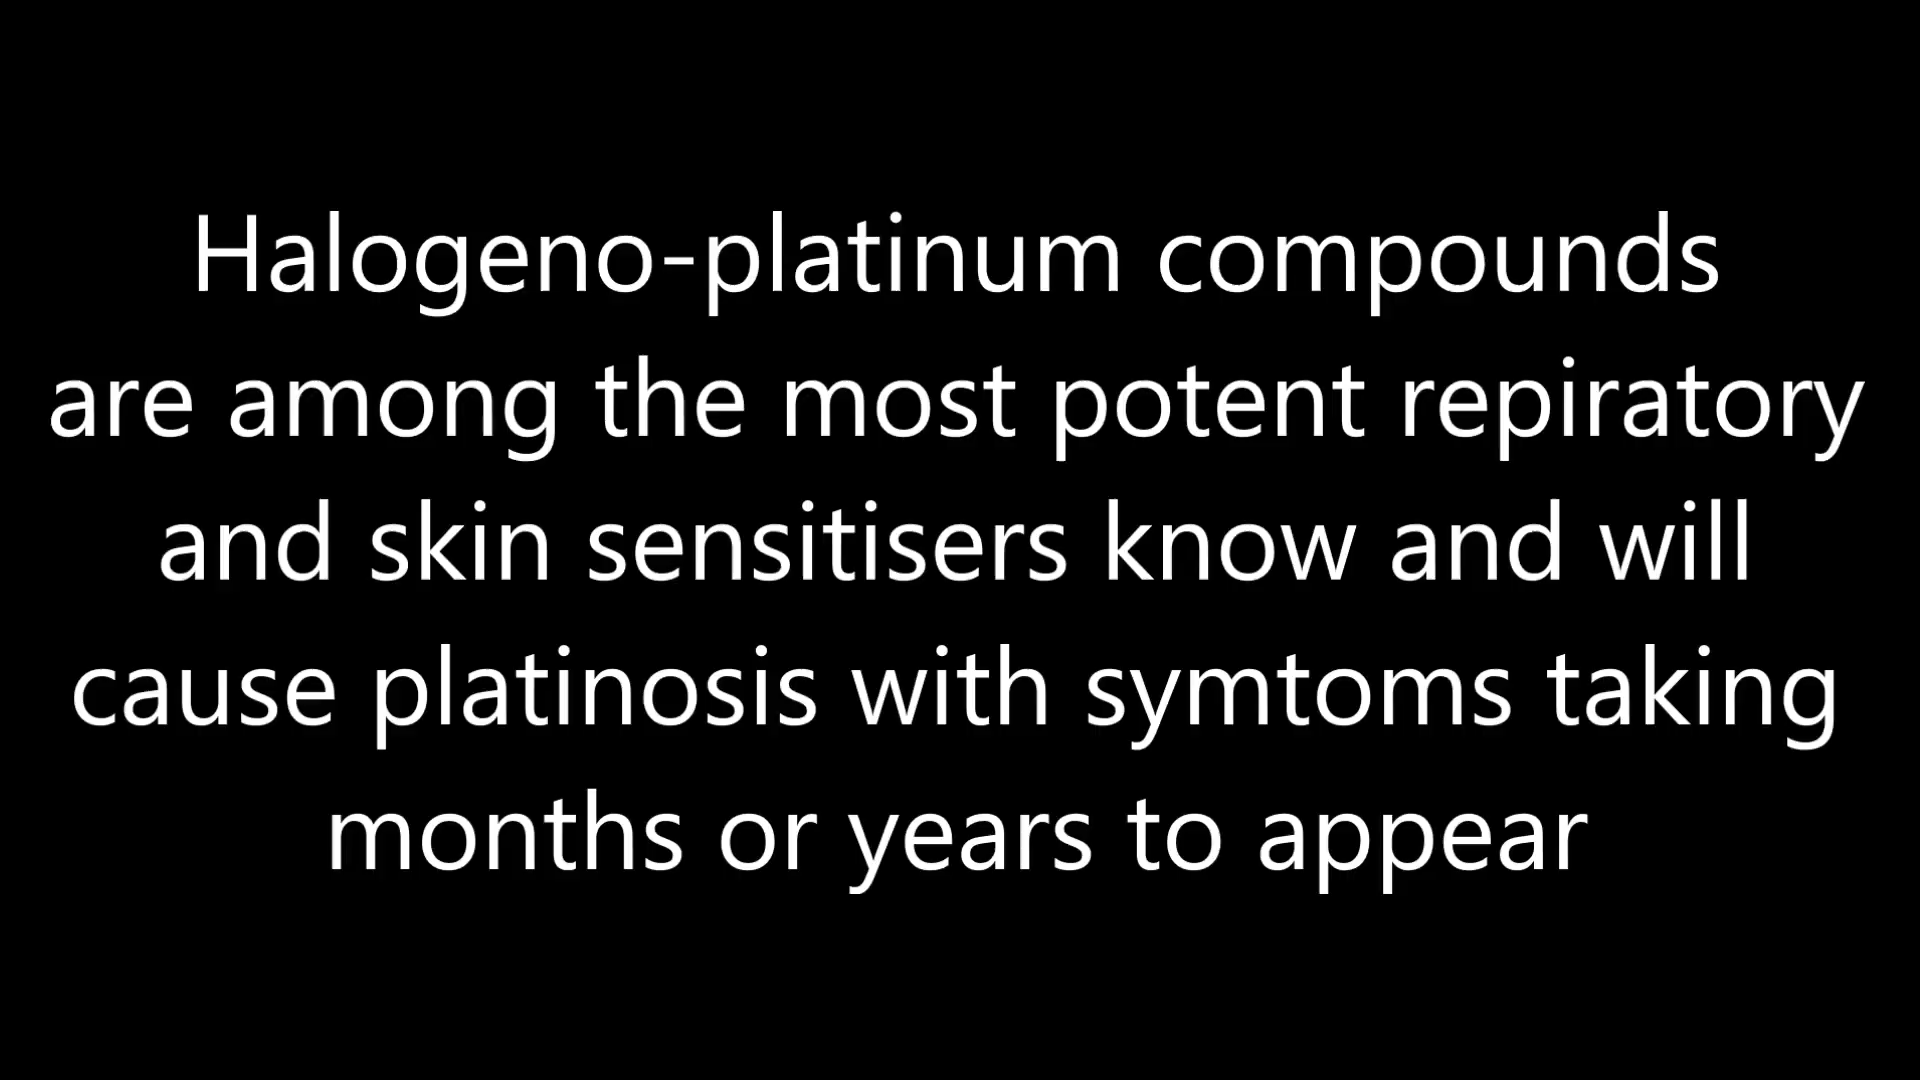 Halogeno-platinum compounds
are among the most potent repiratory
and skin sensitisers know and will
cause platinosis with symtoms taking
months or years to appear